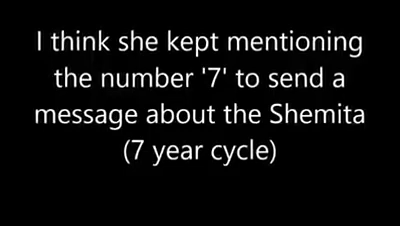 I think she kept mentioning
the number '7' to send a
message about the Shemita
(7 year cycle)